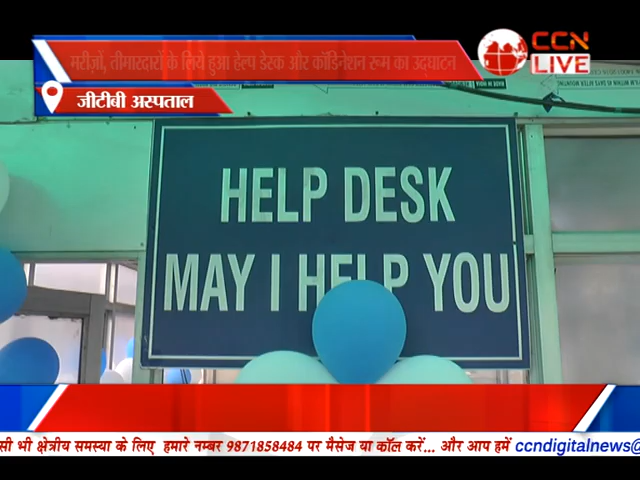 मरीज़ों, तीमारदारों के लिये हुआ हेल्प डेस्क और कॉडिनेशन रूम का उद्घाटन
CCN
LIVE
जीटीबी अस्पताल
HELP DESK
MAY I HELP YOU
सी भी क्षेत्रीय समस्या के लिए हमारे नम्बर 9871858484 पर मैसेज या कॉल करें... और आप हमें ccndigitalnews@